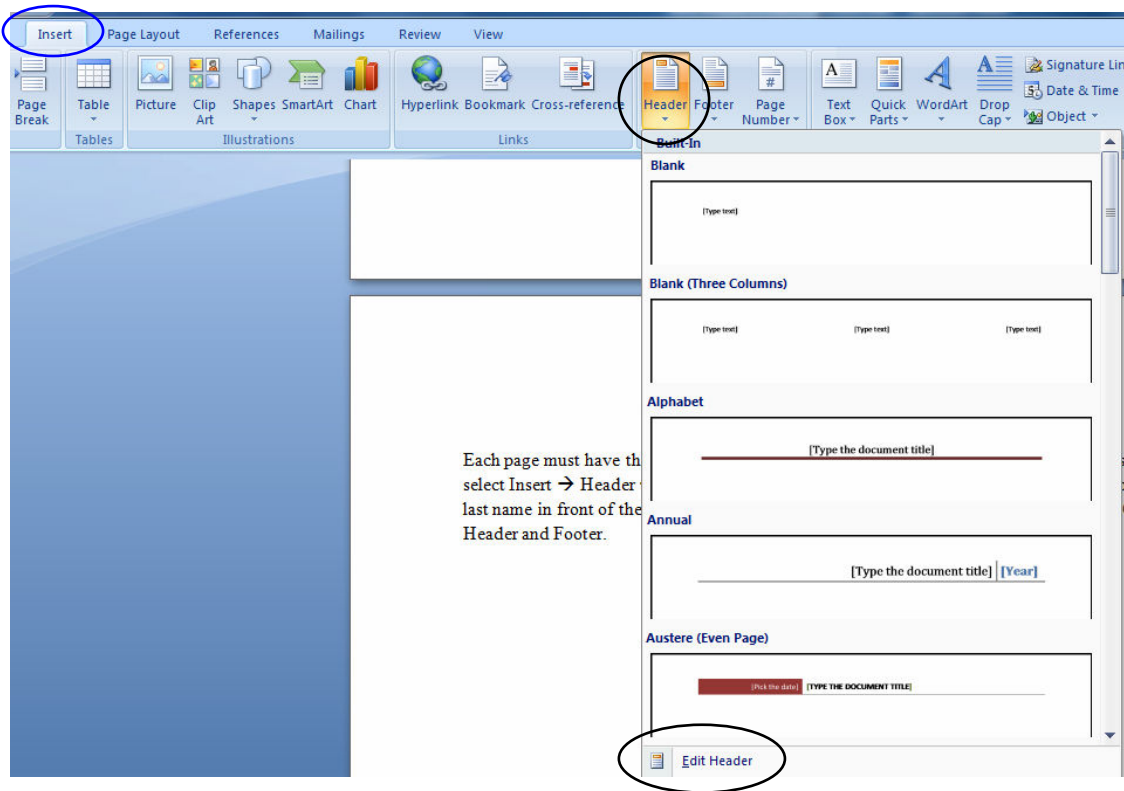 Insert Page Layout References Mailings Review View
Page Break
Table
Picture
Clip Art
Shapes
SmartArt
Chart
Hyperlink
Bookmark
Cross-reference
Header
Footer
Page Number
Text Box
Quick Parts
WordArt
Drop Cap
Signature Lin
Date & Time
Object
Tables
Illustrations
Links
Built-In
Blank
[Type text]
Blank (Three Columns)
[Type text] [Type text] [Type text]
Alphabet
[Type the document title]
Annual
[Type the document title] [Year]
Austere (Even Page)
[Pick the date] [TYPE THE DOCUMENT TITLE]
Edit Header
Each page must have th
select Insert → Header
last name in front of the
Header and Footer.